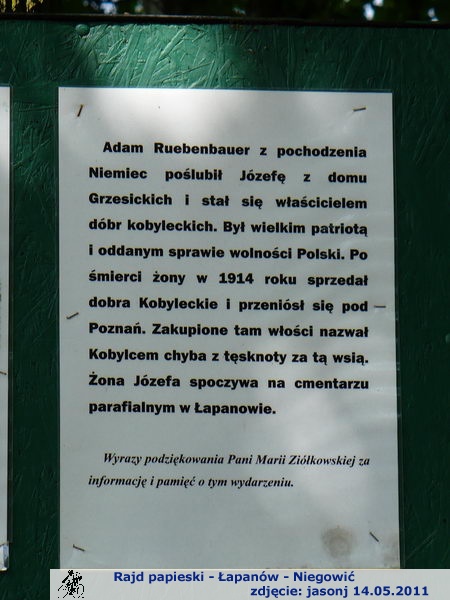 Adam Ruebenbauer z pochodzenia
Niemiec poślubił Józefę z domu
Grzesickich i stał się właścicielem
dóbr kobyleckich. Był wielkim patriotą
i oddanym sprawie wolności Polski. Po
śmierci żony w 1914 roku sprzedał
dobra Kobyleckie i przeniósł się pod
Poznań. Zakupione tam włości nazwał
Kobylcem chyba z tęsknoty za tą wsią.
Żona Józefa spoczywa na cmentarzu
parafialnym w Łapanowie.
Wyrazy podziękowania Pani Marii Ziółkowskiej za
informację i pamięć o tym wydarzeniu.
Rajd papieski - Łapanów - Niegowić
zdjęcie: jasonj 14.05.2011